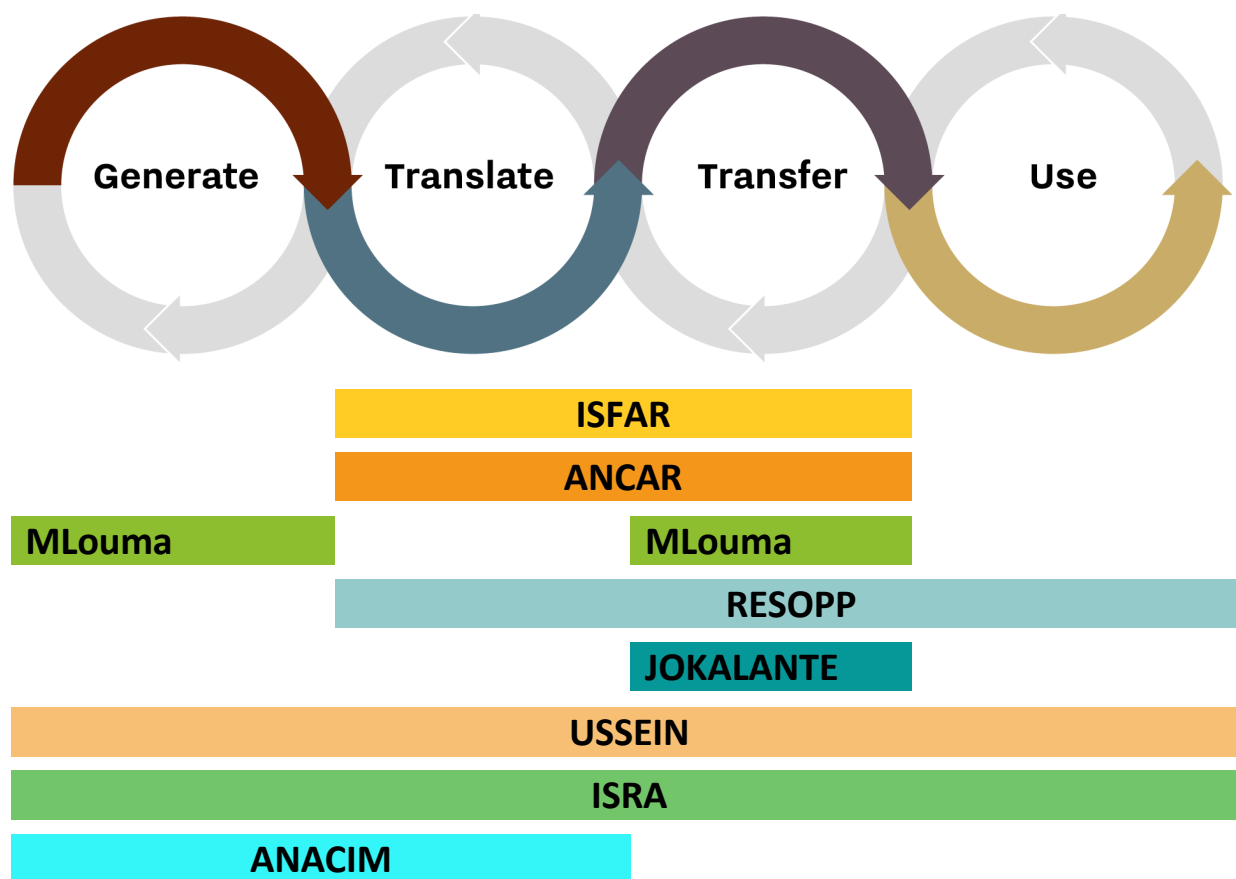 Generate
Translate
Transfer
Use
ISFAR
ANCAR
MLouma
MLouma
RESOPP
JOKALANTE
USSEIN
ISRA
ANACIM